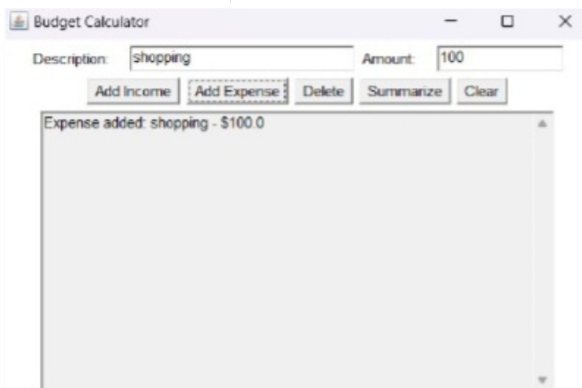 Budget Calculator
Description: shopping Amount: 100
Add Income Add Expense Delete Summarize Clear
Expense added: shopping - $100.0